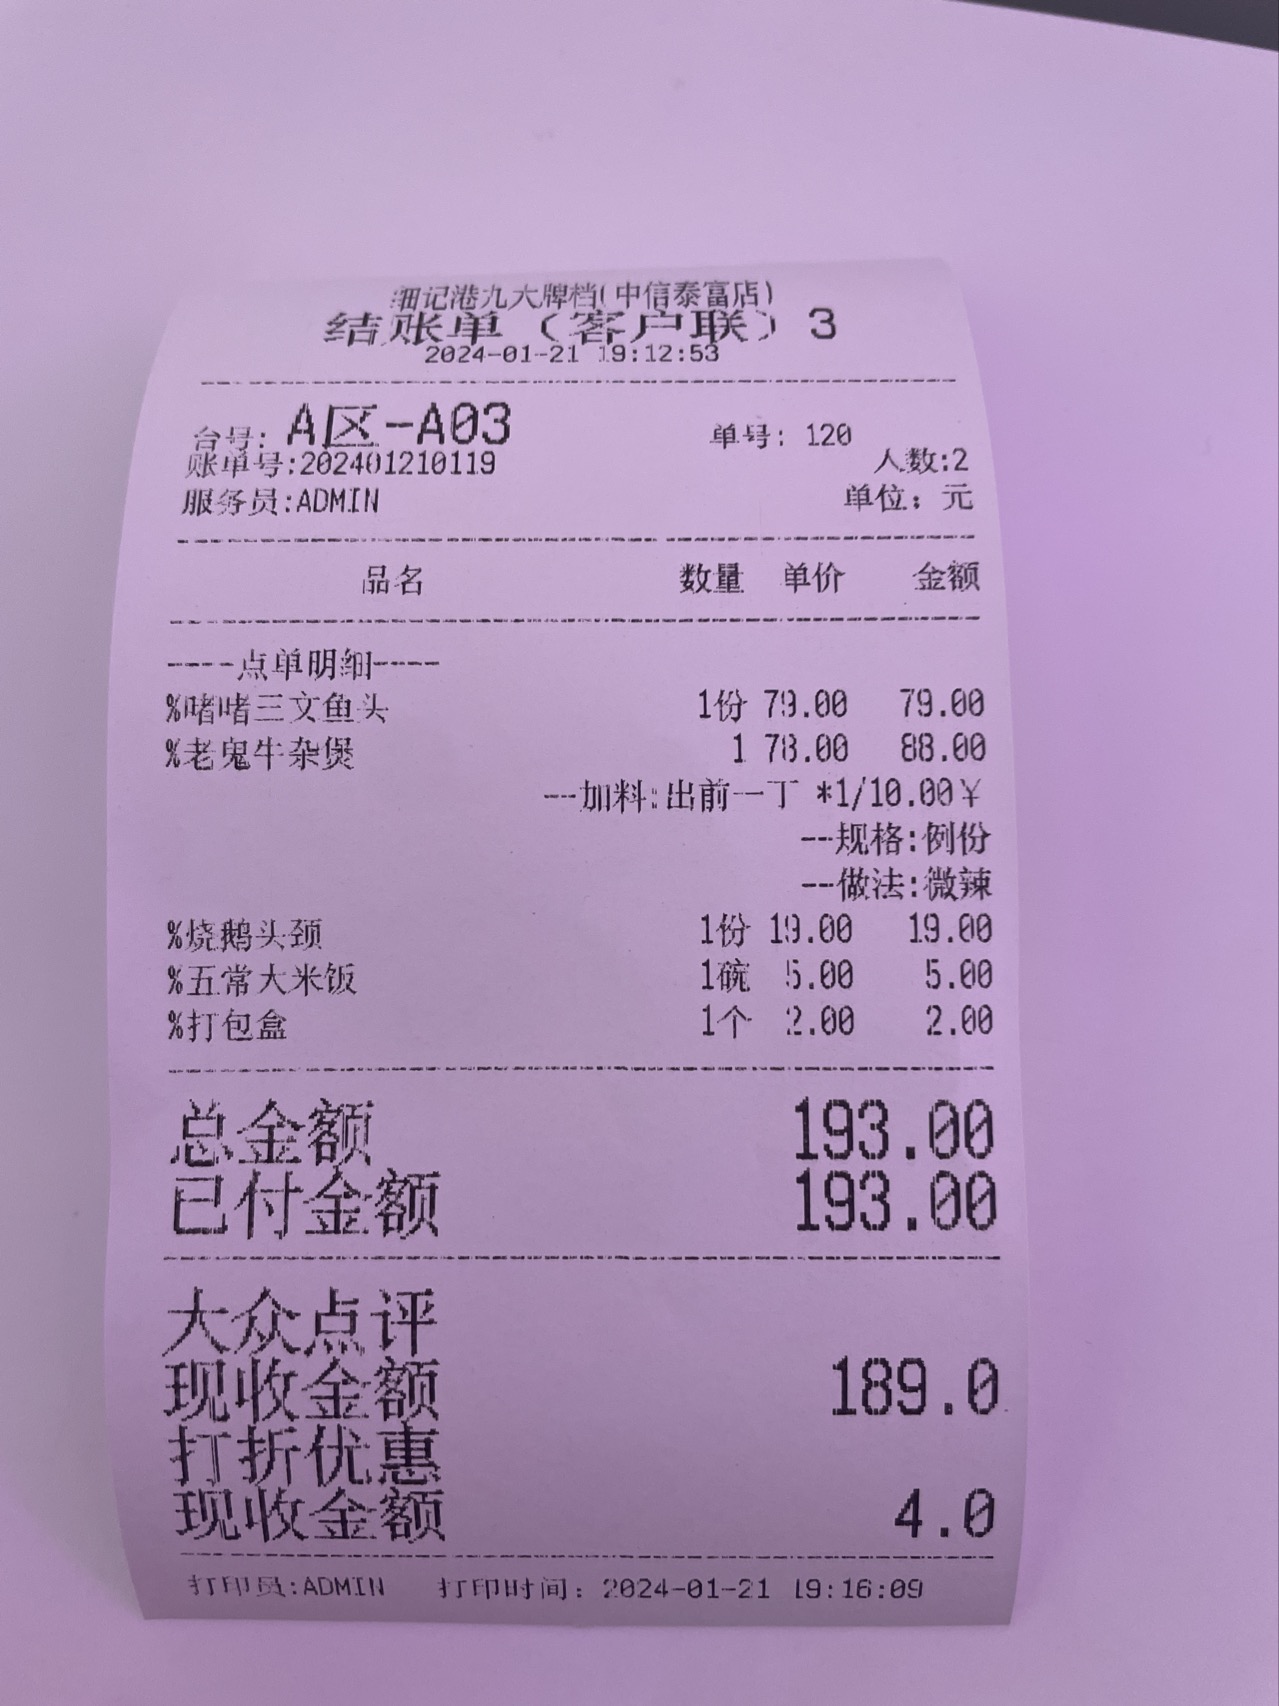 细记港九大牌档(中信泰富店)
结账单（客户联）3
2024-01-21 19:12:53
台号: A区-A03 单号: 120
账单号:202401210119 人数:2
服务员:ADMIN 单位：元
品名 数量 单价 金额
----点单明细----
%啫啫三文鱼头 1份 79.00 79.00
%老鬼牛杂煲 1 78.00 88.00
--加料:出前一丁 *1/10.00¥
--规格:例份
--做法:微辣
%烧鹅头颈 1份 19.00 19.00
%五常大米饭 1碗 5.00 5.00
%打包盒 1个 2.00 2.00
总金额 193.00
已付金额 193.00
大众点评
现收金额 189.0
打折优惠
现收金额 4.0
打印员:ADMIN 打印时间：2024-01-21 19:16:09